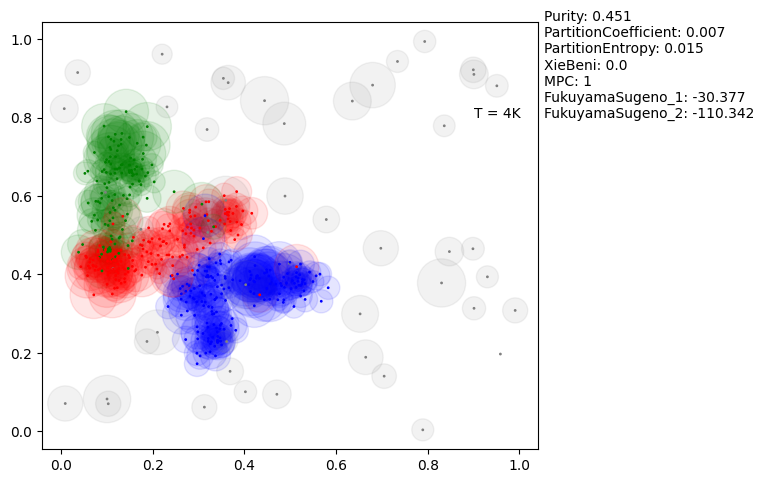 Purity: 0.451
PartitionCoefficient: 0.007
PartitionEntropy: 0.015
XieBeni: 0.0
MPC: 1
FukuyamaSugeno_1: -30.377
FukuyamaSugeno_2: -110.342
T = 4K
1.0
0.8
0.6
0.4
0.2
0.0
0.0 0.2 0.4 0.6 0.8 1.0